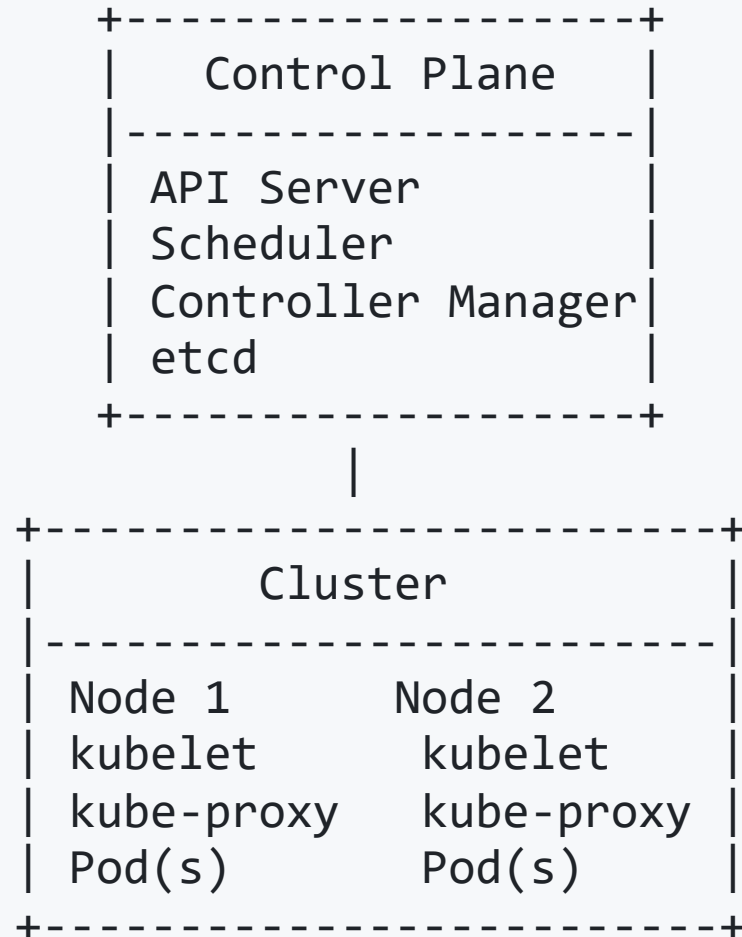 +-------------------+
|   Control Plane   |
|-------------------|
| API Server        |
| Scheduler         |
| Controller Manager|
| etcd              |
+-------------------+
|
+-------------------------+
|        Cluster          |
|-------------------------|
| Node 1      Node 2      |
| kubelet      kubelet    |
| kube-proxy   kube-proxy |
| Pod(s)       Pod(s)     |
+-------------------------+